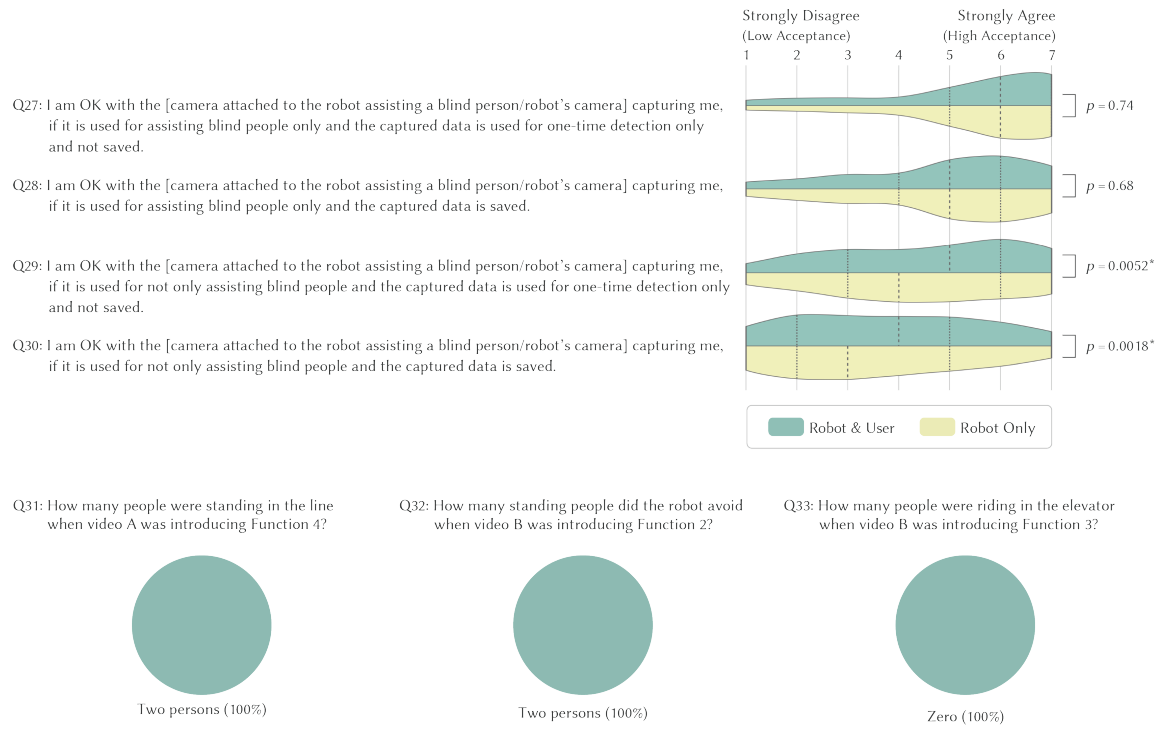 Strongly Disagree Strongly Agree
(Low Acceptance) (High Acceptance)
1 2 3 4 5 6 7
Q27: I am OK with the [camera attached to the robot assisting a blind person/robot's camera] capturing me,
if it is used for assisting blind people only and the captured data is used for one-time detection only
and not saved.
p = 0.74
Q28: I am OK with the [camera attached to the robot assisting a blind person/robot's camera] capturing me,
if it is used for assisting blind people only and the captured data is saved.
p = 0.68
Q29: I am OK with the [camera attached to the robot assisting a blind person/robot's camera] capturing me,
if it is used for not only assisting blind people and the captured data is used for one-time detection only
and not saved.
p = 0.0052*
Q30: I am OK with the [camera attached to the robot assisting a blind person/robot's camera] capturing me,
if it is used for not only assisting blind people and the captured data is saved.
p = 0.0018*
Robot & User Robot Only
Q31: How many people were standing in the line
when video A was introducing Function 4?
Two persons (100%)
Q32: How many standing people did the robot avoid
when video B was introducing Function 2?
Two persons (100%)
Q33: How many people were riding in the elevator
when video B was introducing Function 3?
Zero (100%)